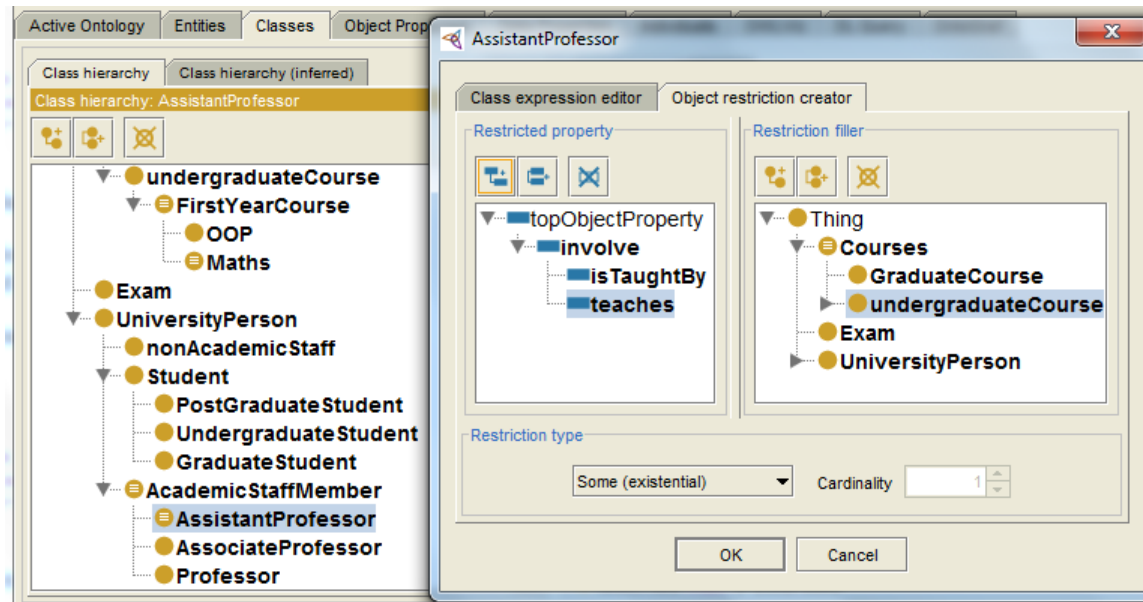 Active Ontology Entities Classes Object Prop
Class hierarchy Class hierarchy (inferred)
Class hierarchy: AssistantProfessor
undergraduateCourse
FirstYearCourse
OOP
Maths
Exam
UniversityPerson
nonAcademicStaff
Student
PostGraduateStudent
UndergraduateStudent
GraduateStudent
AcademicStaffMember
AssistantProfessor
AssociateProfessor
Professor
AssistantProfessor
Class expression editor Object restriction creator
Restricted property
topObjectProperty
involve
isTaughtBy
teaches
Restriction filler
Thing
Courses
GraduateCourse
undergraduateCourse
Exam
UniversityPerson
Restriction type
Some (existential) Cardinality 1
OK Cancel